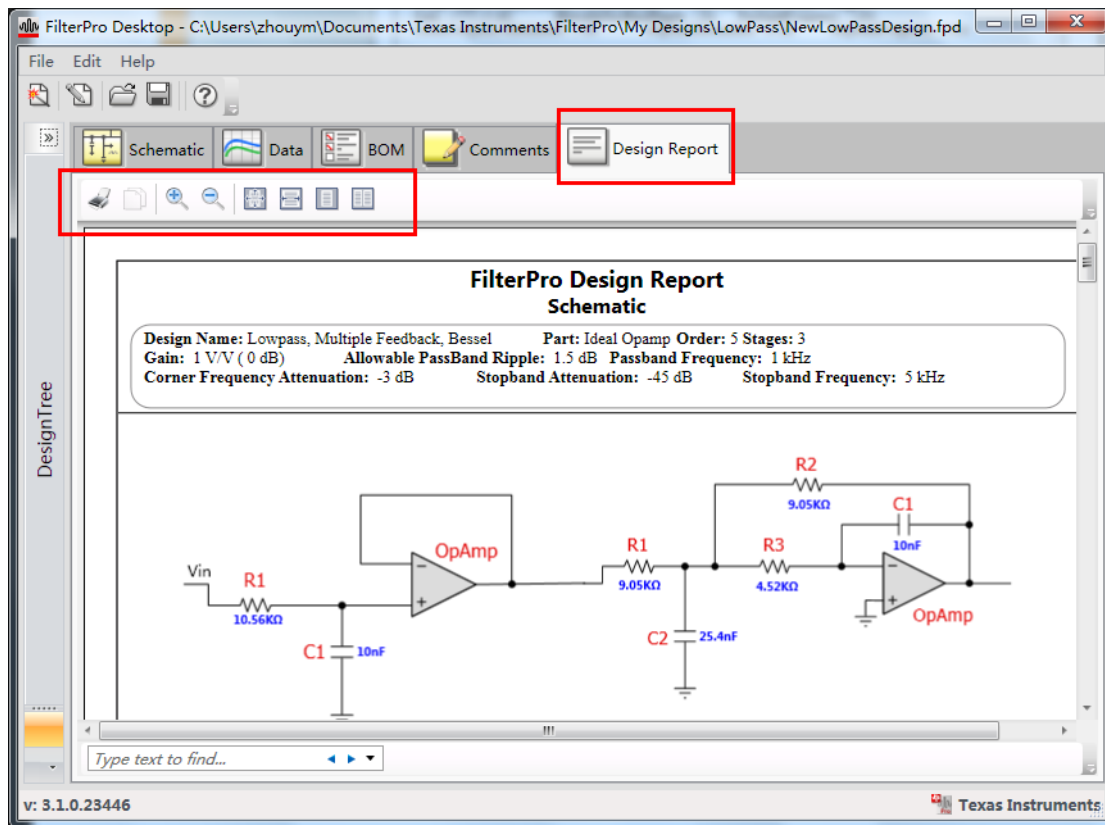 FilterPro Desktop - C:\Users\zhouym\Documents\Texas Instruments\FilterPro\My Designs\LowPass\NewLowPassDesign.fpd
File Edit Help
Schematic Data BOM Comments Design Report
DesignTree
FilterPro Design Report
Schematic
Design Name: Lowpass, Multiple Feedback, Bessel Part: Ideal Opamp Order: 5 Stages: 3
Gain: 1 V/V ( 0 dB) Allowable PassBand Ripple: 1.5 dB Passband Frequency: 1 kHz
Corner Frequency Attenuation: -3 dB Stopband Attenuation: -45 dB Stopband Frequency: 5 kHz
R2
9.05KΩ
C1
10nF
OpAmp
R1
9.05KΩ
R3
4.52KΩ
Vin
R1
10.56KΩ
OpAmp
C1
10nF
C2
25.4nF
Type text to find...
v: 3.1.0.23446
Texas Instruments